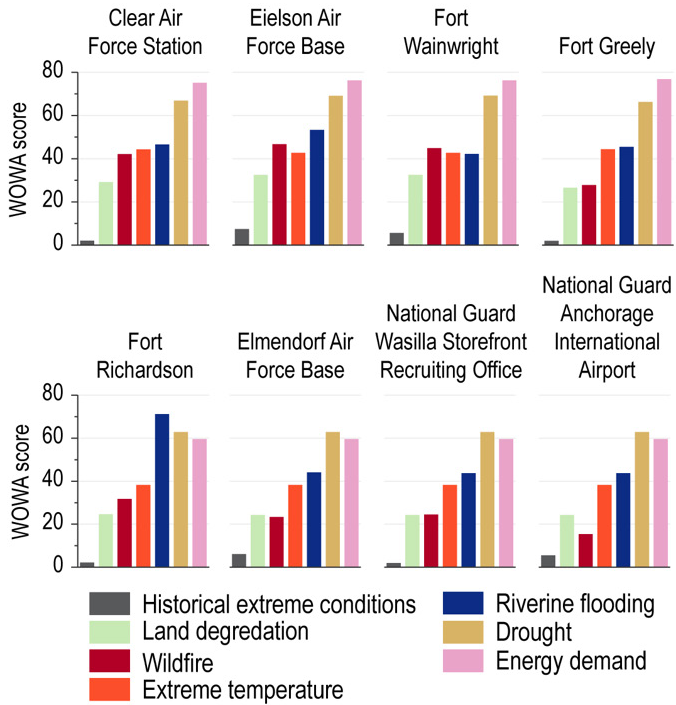 Clear Air
Force Station
Eielson Air
Force Base
Fort
Wainwright
Fort Greely
WOWA score
80
60
40
20
0
Fort
Richardson
Elmendorf Air
Force Base
National Guard
Wasilla Storefront
Recruiting Office
National Guard
Anchorage
International
Airport
WOWA score
80
60
40
20
0
Historical extreme conditions
Land degredation
Wildfire
Extreme temperature
Riverine flooding
Drought
Energy demand